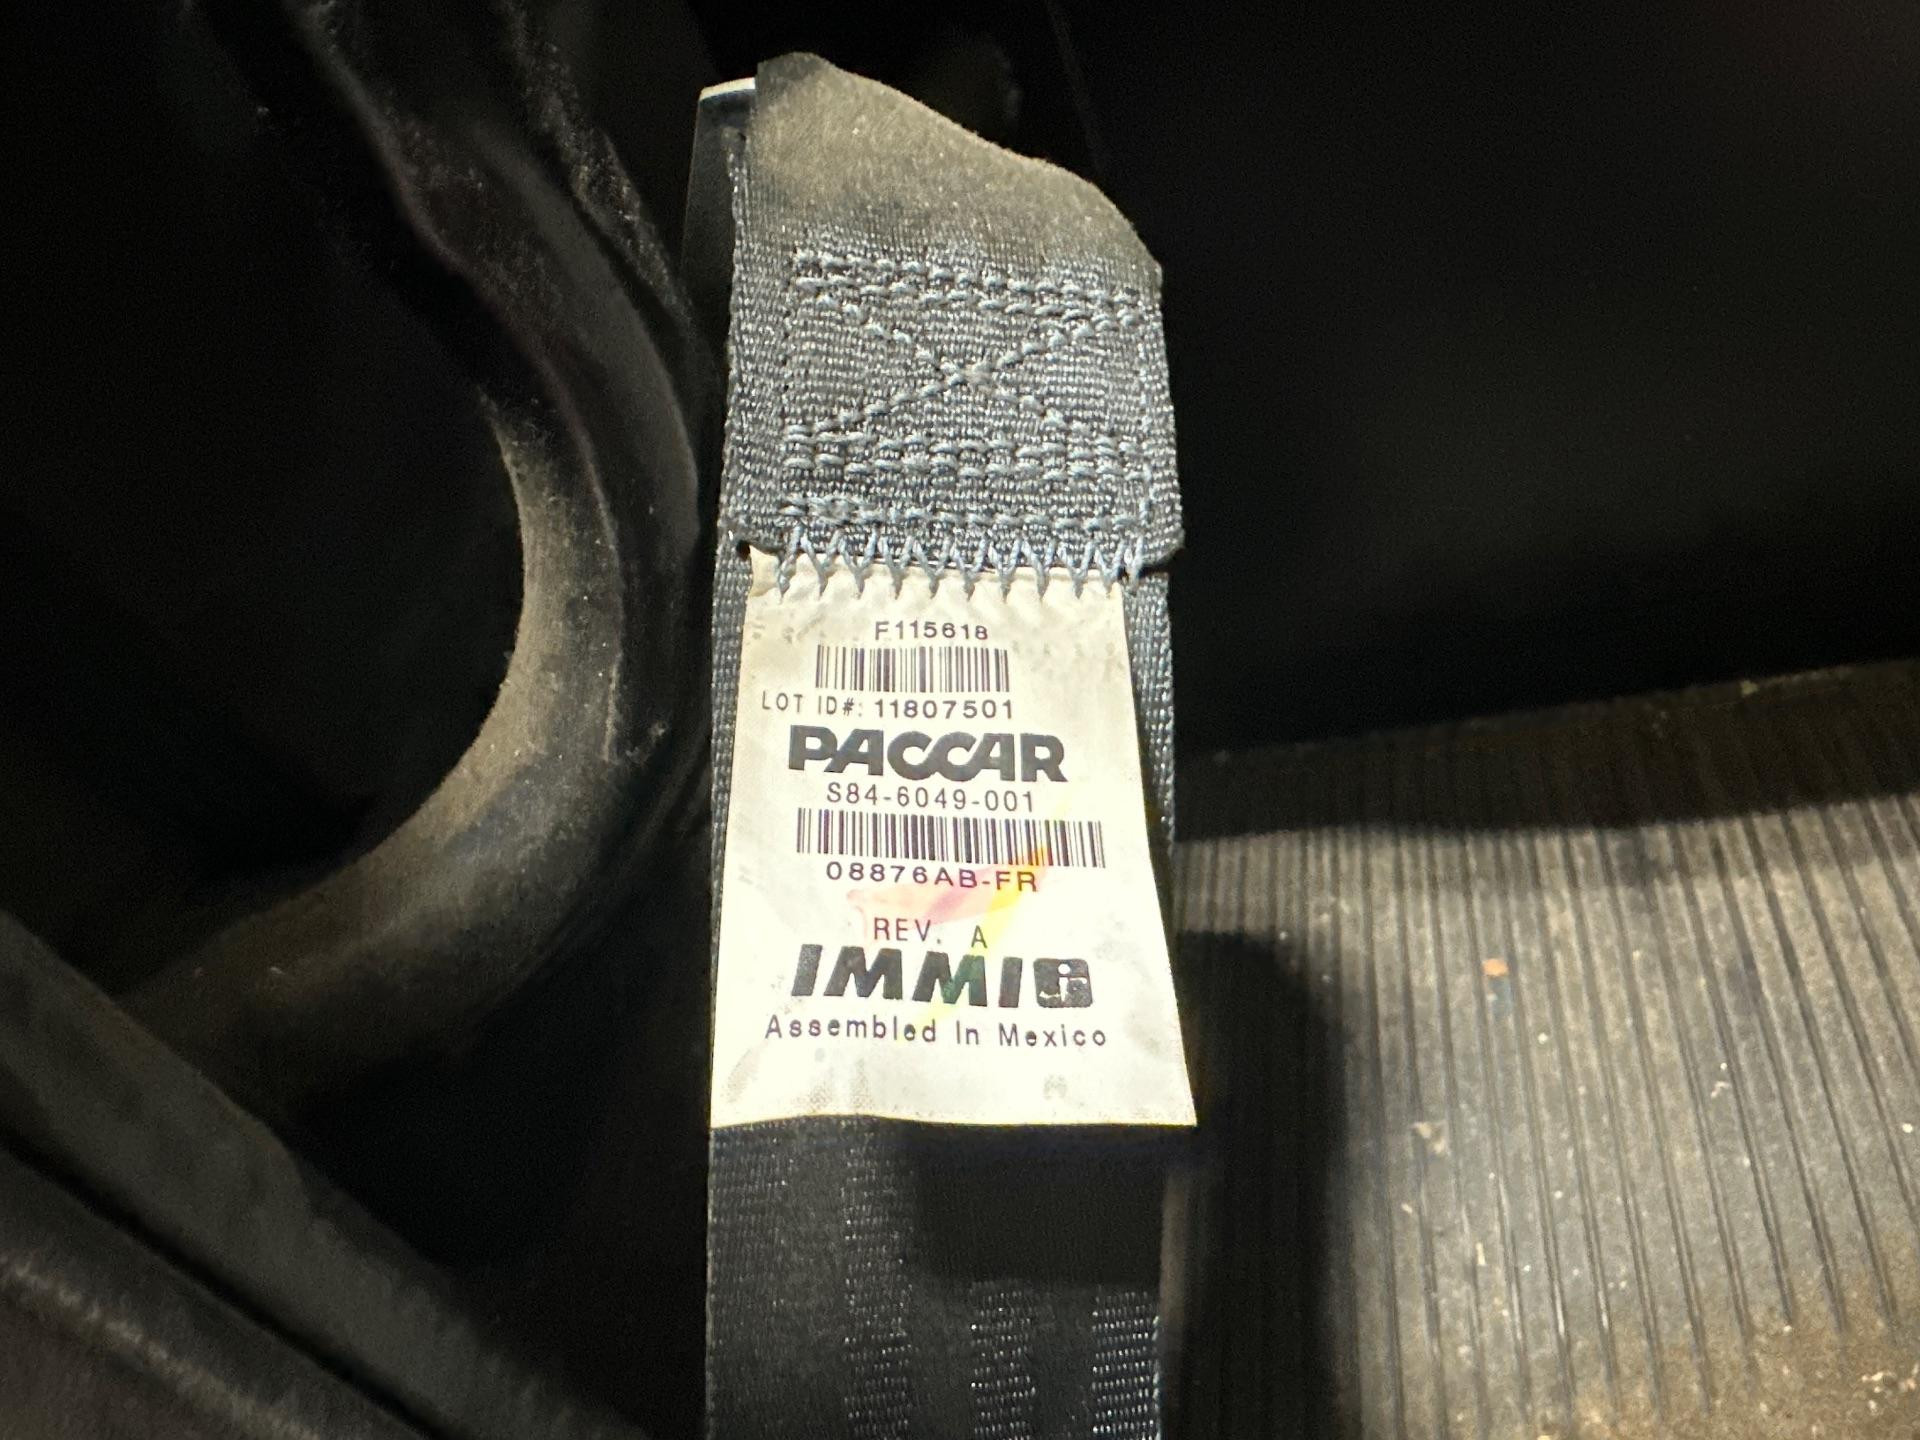 F115618
LOT ID#: 11807501
PACCAR
S84-6049-001
08876AB-FR
REV. A
IMMI
Assembled In Mexico